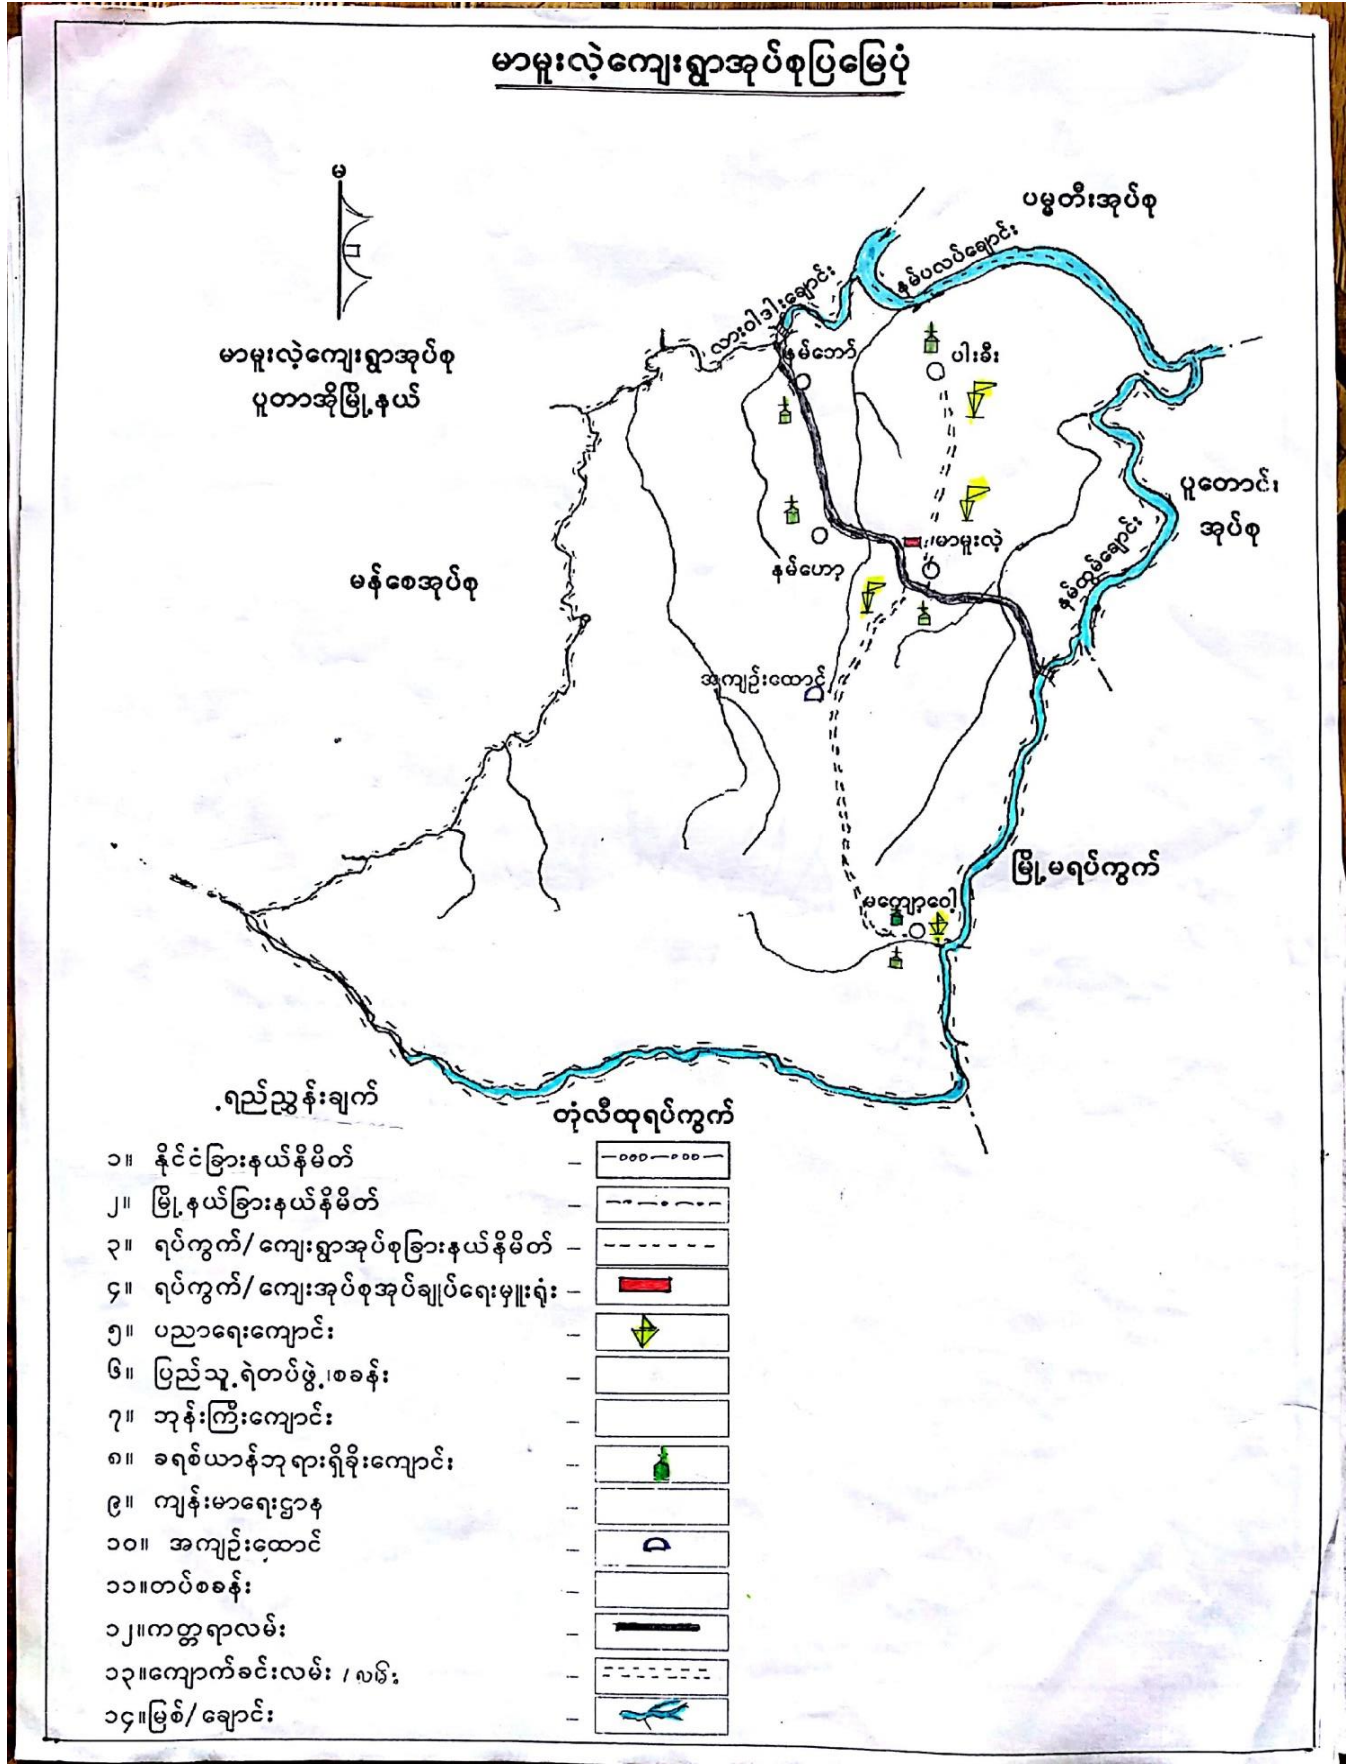 မာမူးလဲ့ကျေးရွာအုပ်စုပြမြေပုံ
မ
ပမ္မတီးအုပ်စု
နမ်ပလပ်ချောင်း
လားဝါဒါးချောင်း
မာမူးလဲ့ကျေးရွာအုပ်စု
ပူတာအိုမြို့နယ်
နမ်ဘော်
ပါးခီး
ပူတောင်း
အုပ်စု
မာမူးလဲ့
နမ်ဟော့
မန်စေအုပ်စု
နမ်ထွမ်ချောင်း
အကျဉ်းထောင်
မြို့မရပ်ကွက်
မကျော့ဝေါ့
ရည်ညွှန်းချက်
တုံလီထုရပ်ကွက်
၁။ နိုင်ငံခြားနယ်နိမိတ် –
၂။ မြို့နယ်ခြားနယ်နိမိတ် –
၃။ ရပ်ကွက်/ကျေးရွာအုပ်စုခြားနယ်နိမိတ် –
၄။ ရပ်ကွက်/ကျေးအုပ်စုအုပ်ချုပ်ရေးမှူးရုံး –
၅။ ပညာရေးကျောင်း –
၆။ ပြည်သူ့ရဲတပ်ဖွဲ့၊စခန်း –
၇။ ဘုန်းကြီးကျောင်း –
၈။ ခရစ်ယာန်ဘုရားရှိခိုးကျောင်း –
၉။ ကျန်းမာရေးဌာန –
၁၀။ အကျဉ်းထောင် –
၁၁။တပ်စခန်း –
၁၂။ကတ္တရာလမ်း –
၁၃။ကျောက်ခင်းလမ်း / လမ်း –
၁၄။မြစ်/ချောင်း –